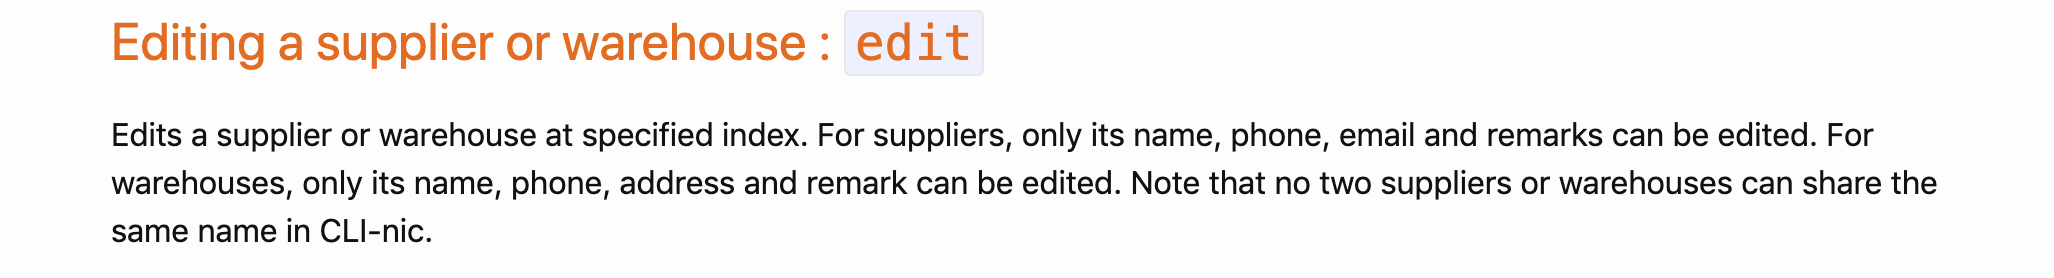 Editing a supplier or warehouse : edit
Edits a supplier or warehouse at specified index. For suppliers, only its name, phone, email and remarks can be edited. For
warehouses, only its name, phone, address and remark can be edited. Note that no two suppliers or warehouses can share the
same name in CLI-nic.